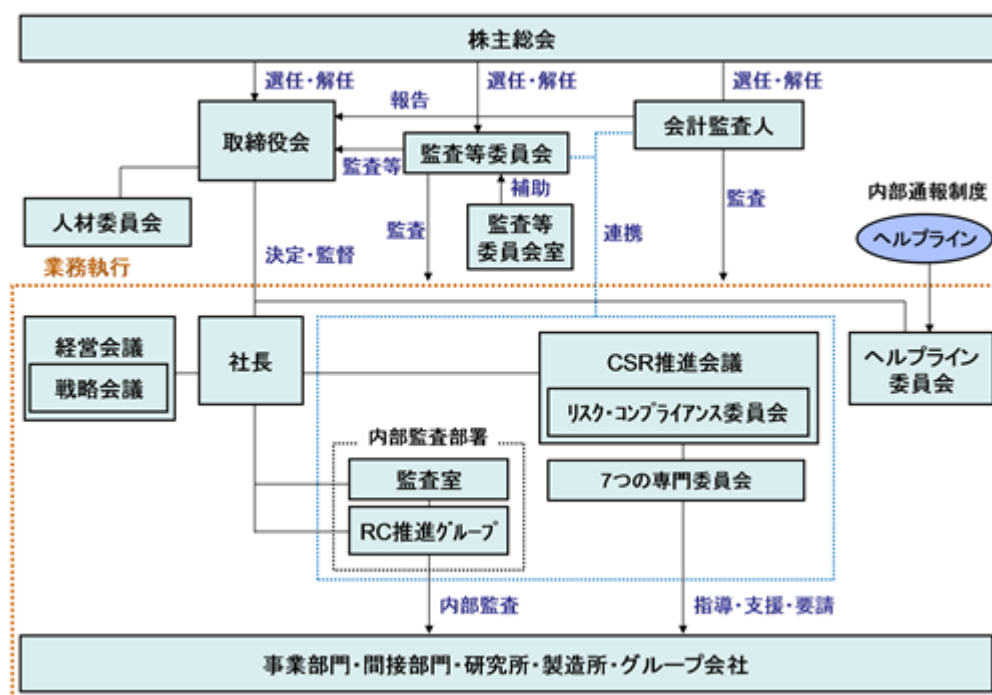 株主総会
選任・解任
選任・解任
選任・解任
報告
取締役会
監査等委員会
会計監査人
監査等
補助
監査
監査
人材委員会
監査等
委員会室
連携
内部通報制度
ヘルプライン
決定・監督
業務執行
経営会議
戦略会議
社長
CSR推進会議
リスク・コンプライアンス委員会
ヘルプライン
委員会
内部監査部署
監査室
7つの専門委員会
RC推進グループ
内部監査
指導・支援・要請
事業部門・間接部門・研究所・製造所・グループ会社